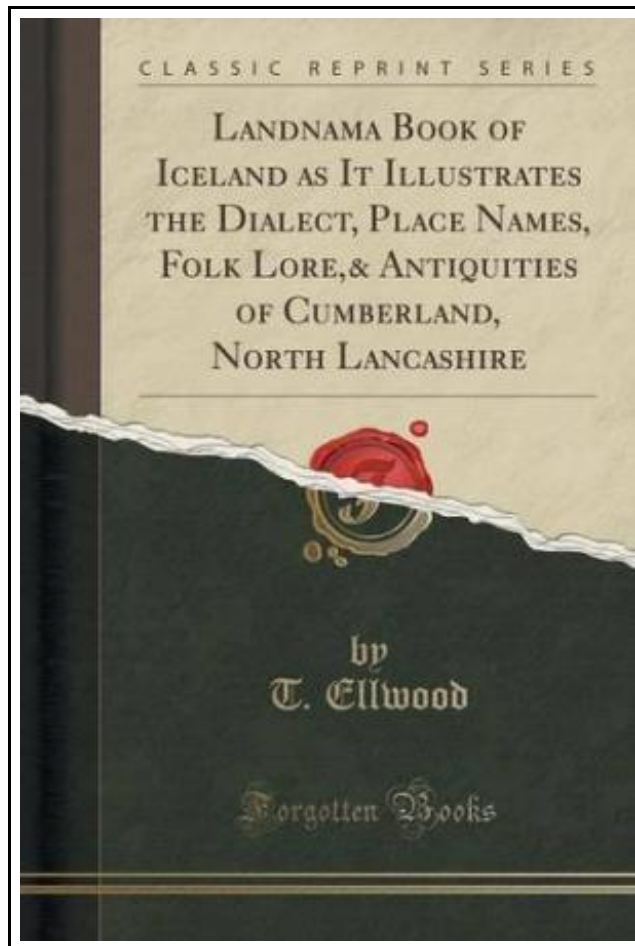 CLASSIC REPRINT SERIES
LANDNAMA BOOK OF
ICELAND AS IT ILLUSTRATES
THE DIALECT, PLACE NAMES,
FOLK LORE,& ANTIQUITIES
OF CUMBERLAND,
NORTH LANCASHIRE
by
T. Ellwood
Forgotten Books